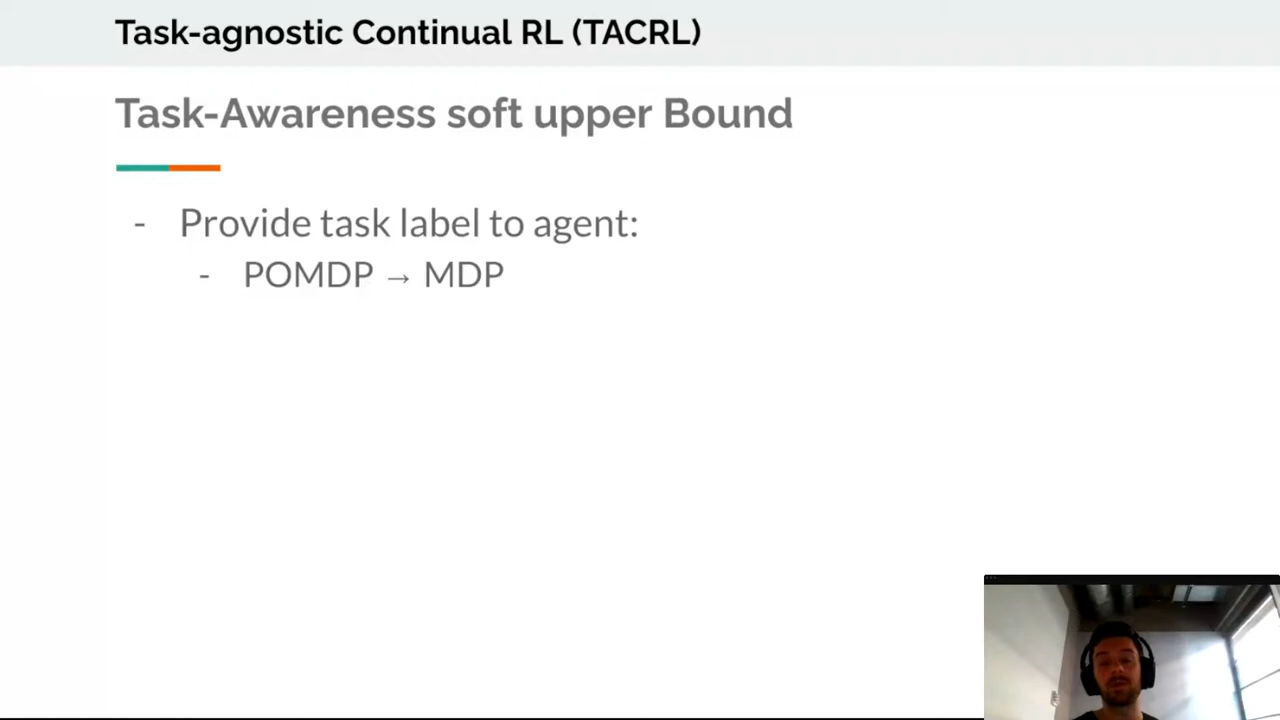 Task-agnostic Continual RL (TACRL)
Task-Awareness soft upper Bound
- Provide task label to agent:
- POMDP → MDP